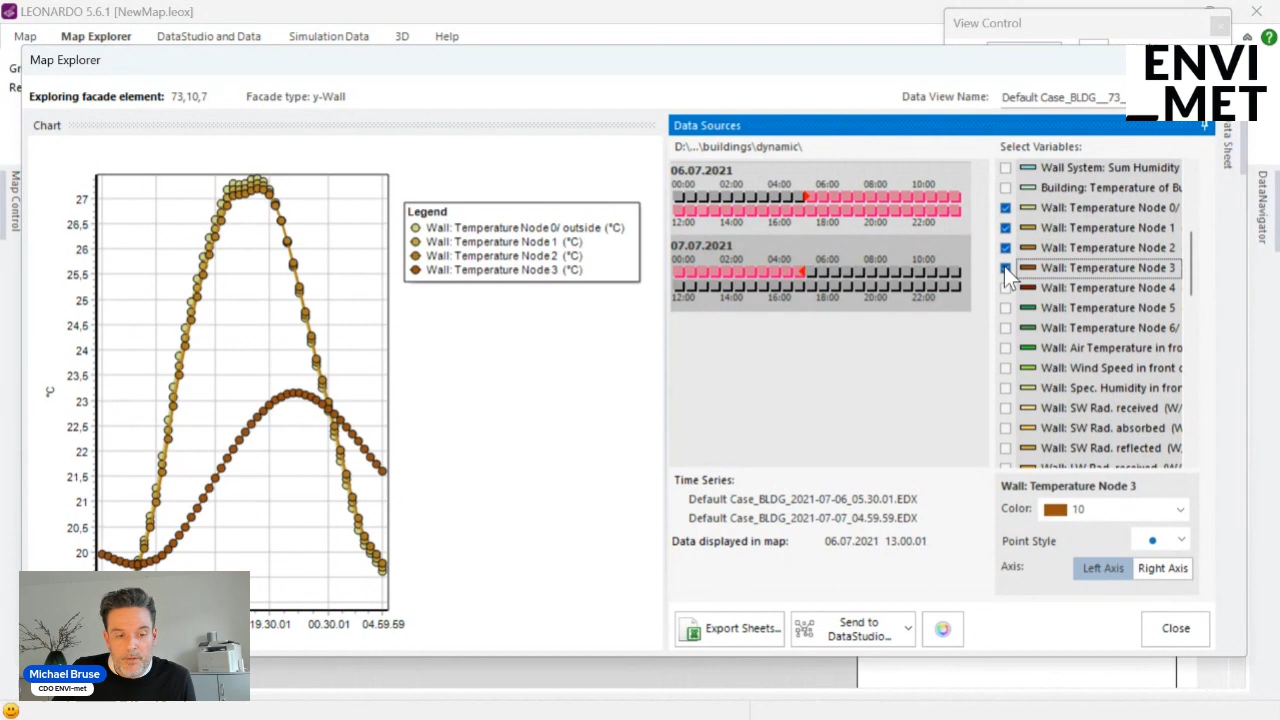 LEONARDO 5.6.1 [NewMap.leox]
View Control
Map
Map Explorer
DataStudio and Data
Simulation Data
3D
Help
Map Explorer
ENVI
_MET
Exploring facade element: 73,10,7
Facade type: y-Wall
Data View Name:
Default Case_BLDG__73_
Chart
Data Sources
Data Sheet
Map Control
DataNavigator
D:\...\buildings\dynamic\
Select Variables:
06.07.2021
00:00 02:00 04:00 06:00 08:00 10:00
12:00 14:00 16:00 18:00 20:00 22:00
07.07.2021
00:00 02:00 04:00 06:00 08:00 10:00
12:00 14:00 16:00 18:00 20:00 22:00
Wall System: Sum Humidity
Building: Temperature of Bu
Wall: Temperature Node 0/
Wall: Temperature Node 1
Wall: Temperature Node 2
Wall: Temperature Node 3
Wall: Temperature Node 4
Wall: Temperature Node 5
Wall: Temperature Node 6/
Wall: Air Temperature in fro
Wall: Wind Speed in front o
Wall: Spec. Humidity in fron
Wall: SW Rad. received (W/
Wall: SW Rad. absorbed (W
Wall: SW Rad. reflected (W
Wall: LW Rad. received (W/
27
26,5
26
25,5
25
24,5
24
23,5
23
22,5
22
21,5
21
20,5
20
°C
Legend
Wall: Temperature Node 0/ outside (°C)
Wall: Temperature Node 1 (°C)
Wall: Temperature Node 2 (°C)
Wall: Temperature Node 3 (°C)
19.30.01 00.30.01 04.59.59
Time Series:
Default Case_BLDG_2021-07-06_05.30.01.EDX
Default Case_BLDG_2021-07-07_04.59.59.EDX
Data displayed in map: 06.07.2021 13.00.01
Wall: Temperature Node 3
Color: 10
Point Style
Axis: Left Axis Right Axis
Export Sheets...
Send to
DataStudio...
Close
Michael Bruse
CDO ENVI-met